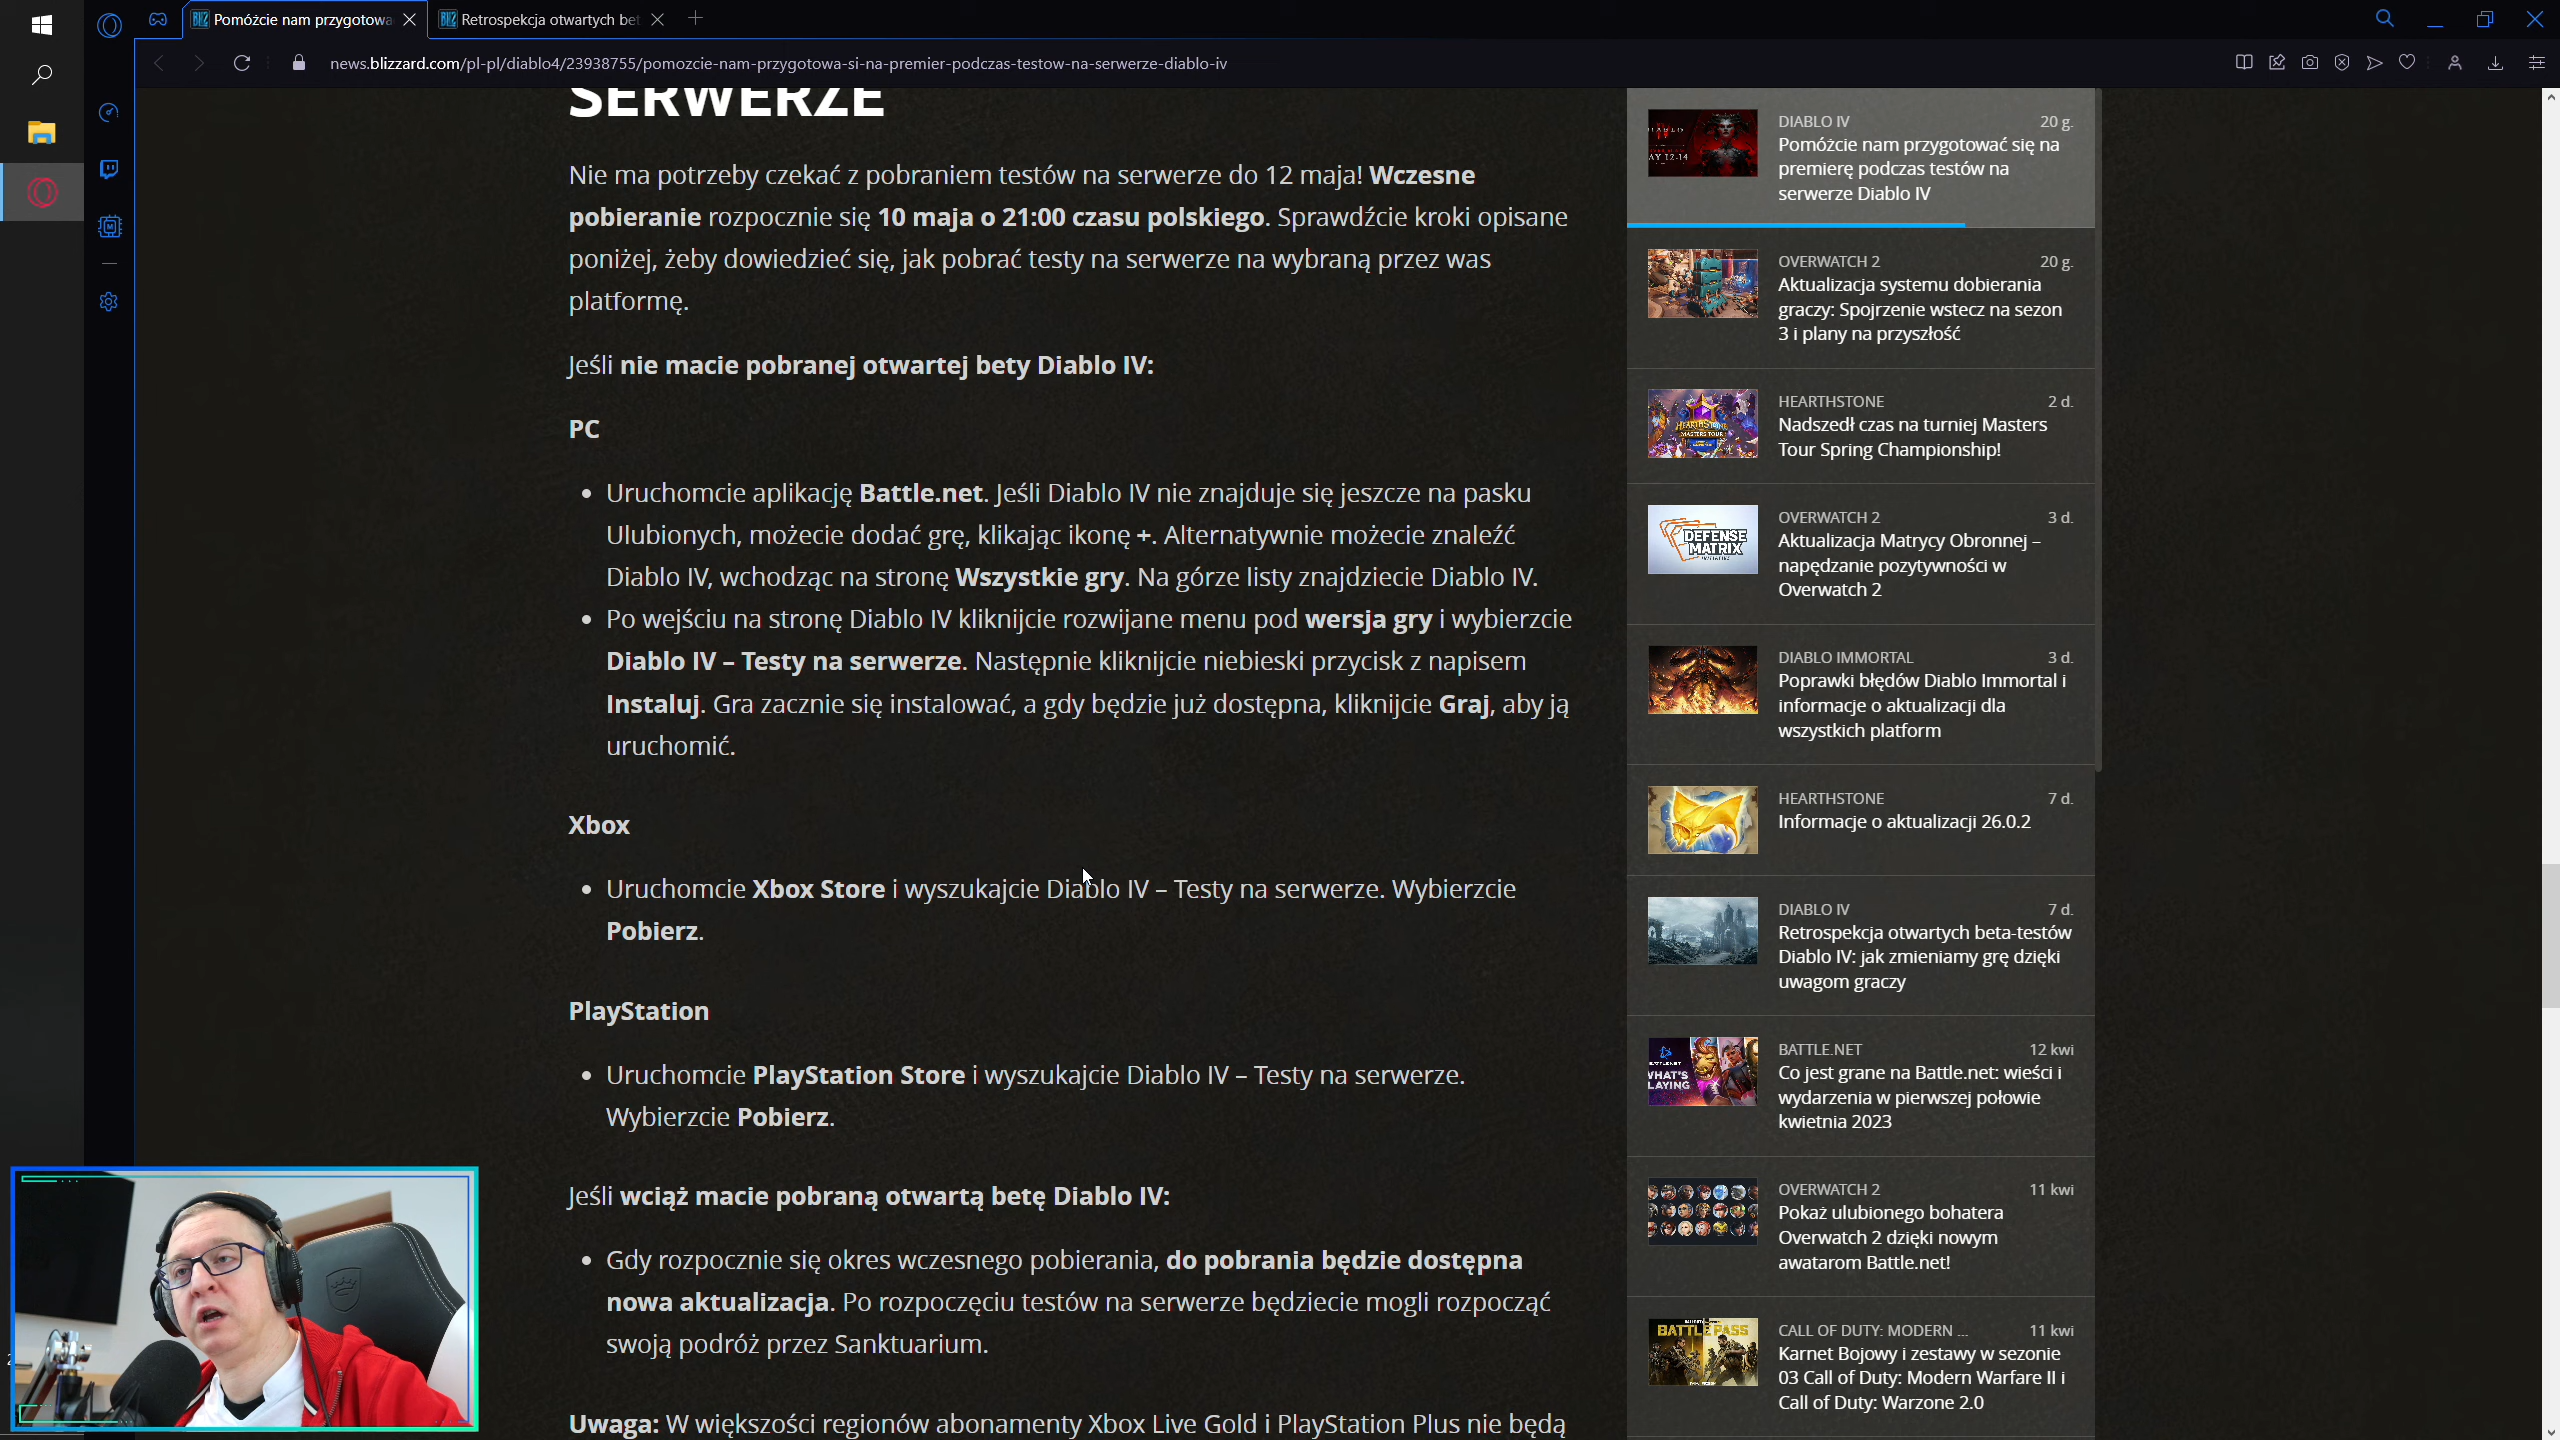 Pomóżcie nam przygotowa
Retrospekcja otwartych bet
news.blizzard.com/pl-pl/diablo4/23938755/pomozcie-nam-przygotowa-si-na-premier-podczas-testow-na-serwerze-diablo-iv
SERWERZE
Nie ma potrzeby czekać z pobraniem testów na serwerze do 12 maja! Wczesne
pobieranie rozpocznie się 10 maja o 21:00 czasu polskiego. Sprawdźcie kroki opisane
poniżej, żeby dowiedzieć się, jak pobrać testy na serwerze na wybraną przez was
platformę.
Jeśli nie macie pobranej otwartej bety Diablo IV:
PC
• Uruchomcie aplikację Battle.net. Jeśli Diablo IV nie znajduje się jeszcze na pasku
Ulubionych, możecie dodać grę, klikając ikonę +. Alternatywnie możecie znaleźć
Diablo IV, wchodząc na stronę Wszystkie gry. Na górze listy znajdziecie Diablo IV.
• Po wejściu na stronę Diablo IV kliknijcie rozwijane menu pod wersja gry i wybierzcie
Diablo IV – Testy na serwerze. Następnie kliknijcie niebieski przycisk z napisem
Instaluj. Gra zacznie się instalować, a gdy będzie już dostępna, kliknijcie Graj, aby ją
uruchomić.
Xbox
• Uruchomcie Xbox Store i wyszukajcie Diablo IV – Testy na serwerze. Wybierzcie
Pobierz.
PlayStation
• Uruchomcie PlayStation Store i wyszukajcie Diablo IV – Testy na serwerze.
Wybierzcie Pobierz.
Jeśli wciąż macie pobraną otwartą betę Diablo IV:
• Gdy rozpocznie się okres wczesnego pobierania, do pobrania będzie dostępna
nowa aktualizacja. Po rozpoczęciu testów na serwerze będziecie mogli rozpocząć
swoją podróż przez Sanktuarium.
Uwaga: W większości regionów abonamenty Xbox Live Gold i PlayStation Plus nie będą
DIABLO IV 20 g.
Pomóżcie nam przygotować się na
premierę podczas testów na
serwerze Diablo IV
OVERWATCH 2 20 g.
Aktualizacja systemu dobierania
graczy: Spojrzenie wstecz na sezon
3 i plany na przyszłość
HEARTHSTONE
MASTERS TOUR
HEARTHSTONE 2 d.
Nadszedł czas na turniej Masters
Tour Spring Championship!
DEFENSE
MATRIX
OVERWATCH 2 3 d.
Aktualizacja Matrycy Obronnej –
napędzanie pozytywności w
Overwatch 2
DIABLO IMMORTAL 3 d.
Poprawki błędów Diablo Immortal i
informacje o aktualizacji dla
wszystkich platform
HEARTHSTONE 7 d.
Informacje o aktualizacji 26.0.2
DIABLO IV 7 d.
Retrospekcja otwartych beta-testów
Diablo IV: jak zmieniamy grę dzięki
uwagom graczy
BATTLE.NET 12 kwi
Co jest grane na Battle.net: wieści i
wydarzenia w pierwszej połowie
kwietnia 2023
OVERWATCH 2 11 kwi
Pokaż ulubionego bohatera
Overwatch 2 dzięki nowym
awatarom Battle.net!
BATTLE PASS
CALL OF DUTY: MODERN ... 11 kwi
Karnet Bojowy i zestawy w sezonie
03 Call of Duty: Modern Warfare II i
Call of Duty: Warzone 2.0